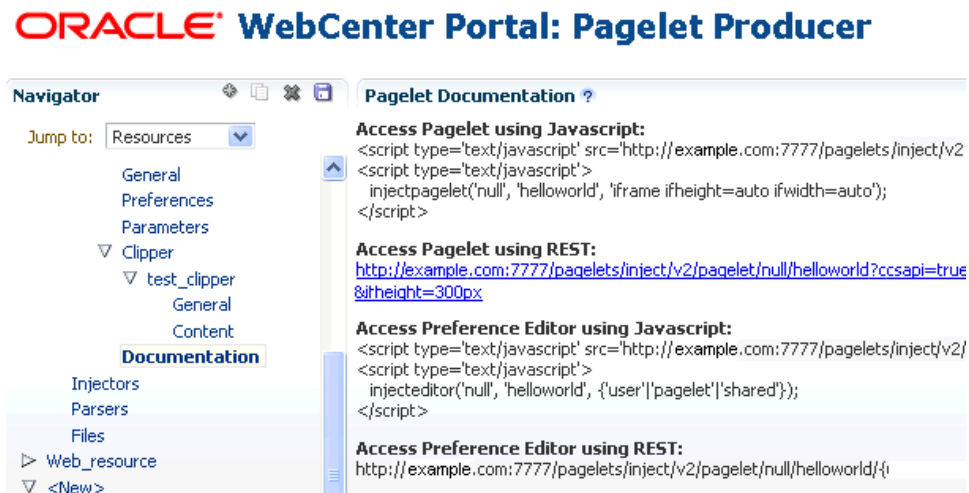 ORACLE® WebCenter Portal: Pagelet Producer
Navigator
Jump to: Resources
General
Preferences
Parameters
Clipper
test_clipper
General
Content
Documentation
Injectors
Parsers
Files
Web_resource
<New>
Pagelet Documentation ?
Access Pagelet using Javascript:
<script type='text/javascript' src='http://example.com:7777/pagelets/inject/v2
<script type='text/javascript'>
injectpagelet('null', 'helloworld', 'iframe ifheight=auto ifwidth=auto');
</script>
Access Pagelet using REST:
http://example.com:7777/pagelets/inject/v2/pagelet/null/helloworld?ccsapi=true
&ifheight=300px
Access Preference Editor using Javascript:
<script type='text/javascript' src='http://example.com:7777/pagelets/inject/v2/
<script type='text/javascript'>
injecteditor('null', 'helloworld', {'user'|'pagelet'|'shared'});
</script>
Access Preference Editor using REST:
http://example.com:7777/pagelets/inject/v2/pagelet/null/helloworld/{